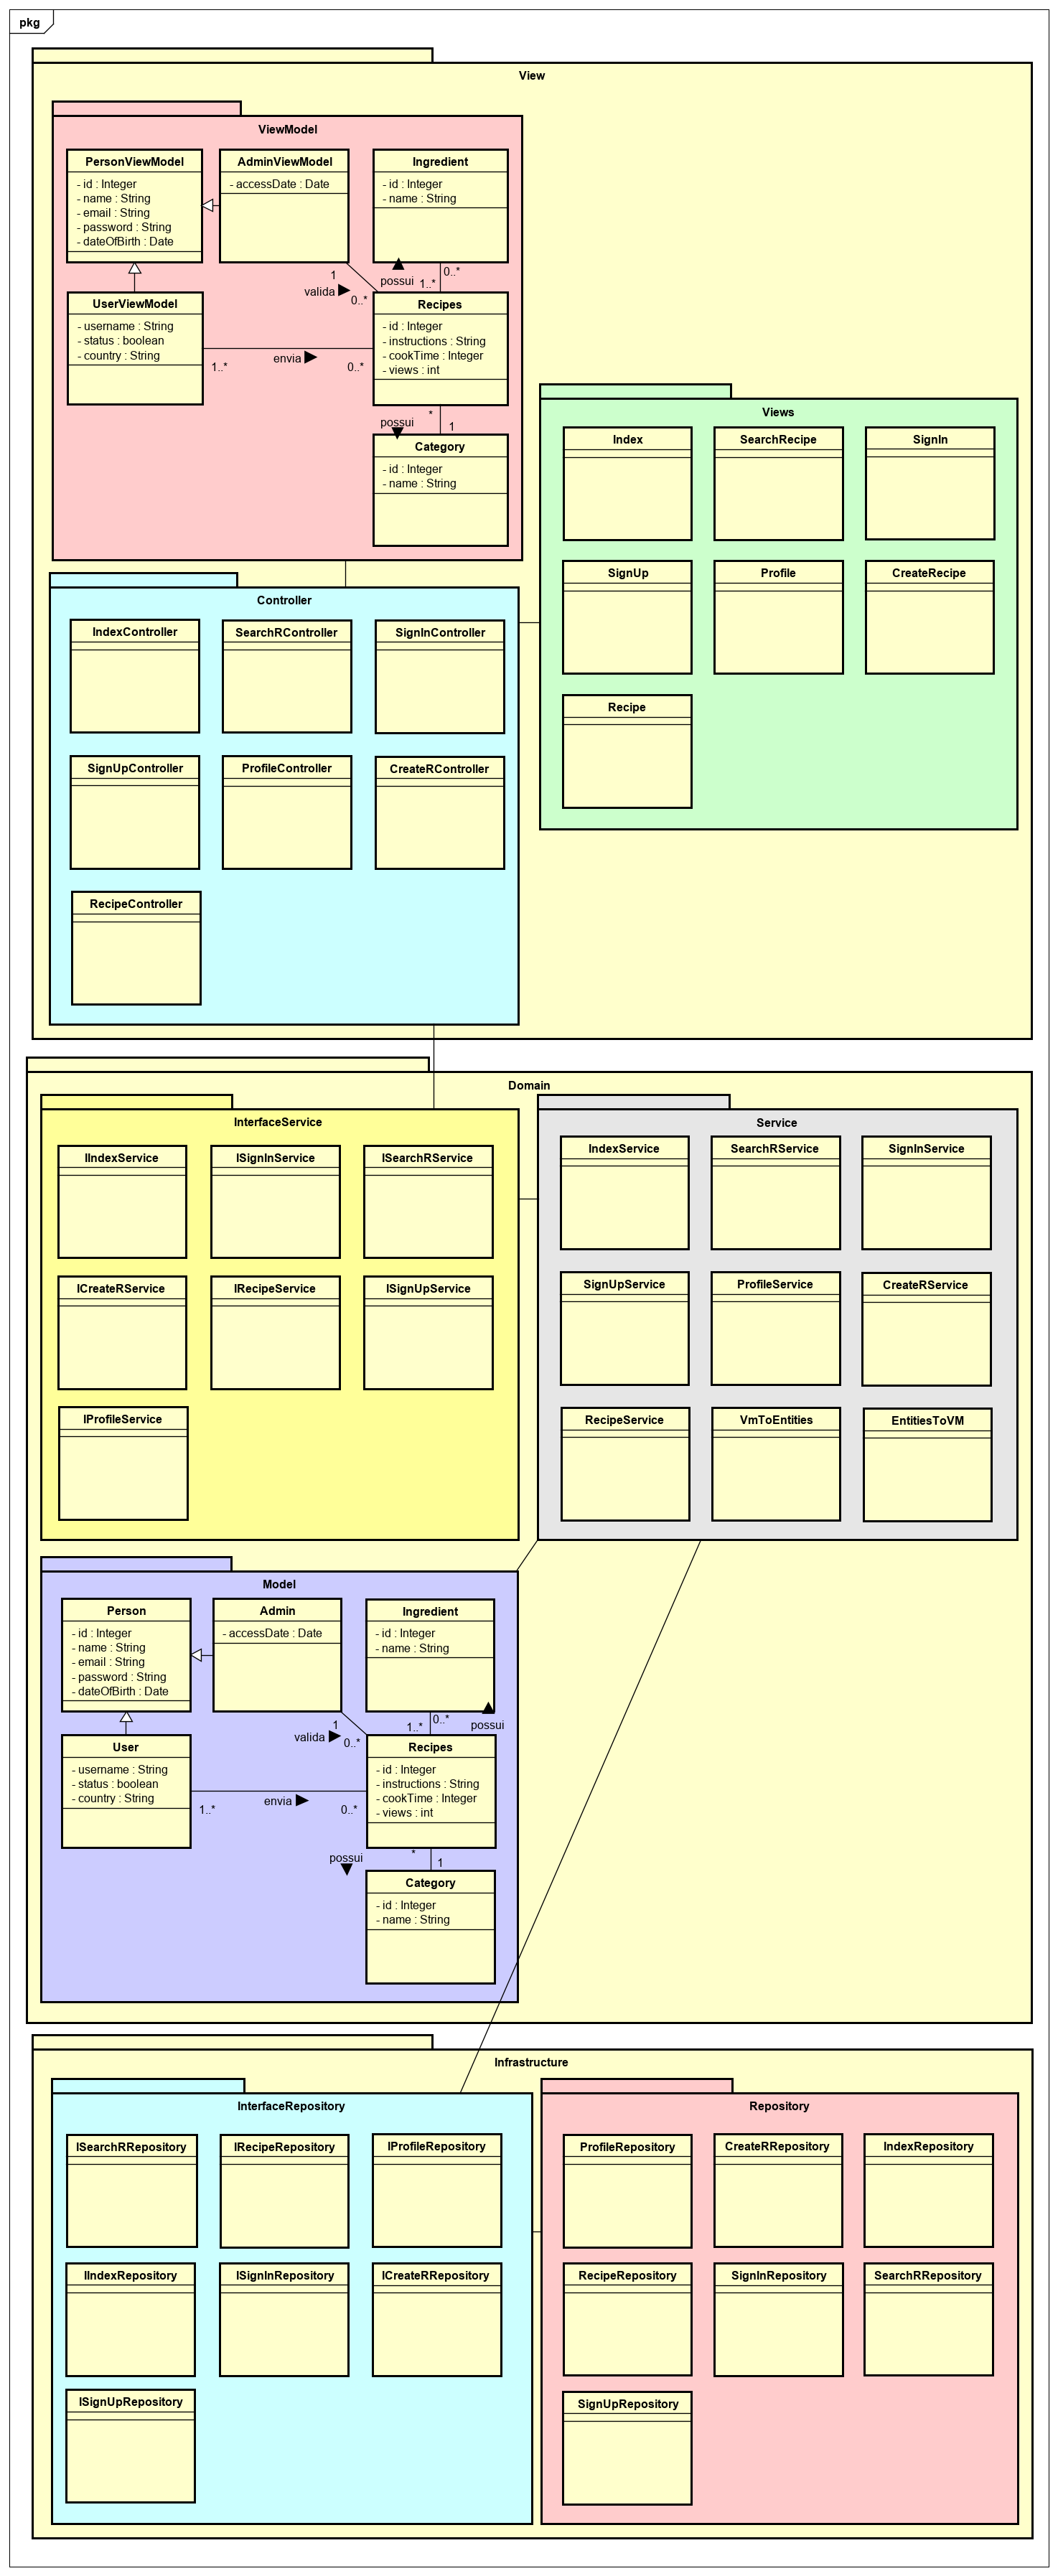 pkg
View
ViewModel
PersonViewModel
- id : Integer
- name : String
- email : String
- password : String
- dateOfBirth : Date
AdminViewModel
- accessDate : Date
Ingredient
- id : Integer
- name : String
1
valida
0..*
possui
0..*
1..*
UserViewModel
- username : String
- status : boolean
- country : String
1..*
envia
0..*
Recipes
- id : Integer
- instructions : String
- cookTime : Integer
- views : int
*
possui
1
Category
- id : Integer
- name : String
Views
Index
SearchRecipe
SignIn
SignUp
Profile
CreateRecipe
Recipe
Controller
IndexController
SearchRController
SignInController
SignUpController
ProfileController
CreateRController
RecipeController
Domain
InterfaceService
IIndexService
ISignInService
ISearchRService
ICreateRService
IRecipeService
ISignUpService
IProfileService
Service
IndexService
SearchRService
SignInService
SignUpService
ProfileService
CreateRService
RecipeService
VmToEntities
EntitiesToVM
Model
Person
- id : Integer
- name : String
- email : String
- password : String
- dateOfBirth : Date
Admin
- accessDate : Date
Ingredient
- id : Integer
- name : String
1
valida
0..*
1..*
0..*
possui
User
- username : String
- status : boolean
- country : String
1..*
envia
0..*
Recipes
- id : Integer
- instructions : String
- cookTime : Integer
- views : int
*
possui
1
Category
- id : Integer
- name : String
Infrastructure
InterfaceRepository
ISearchRRepository
IRecipeRepository
IProfileRepository
IIndexRepository
ISignInRepository
ICreateRRepository
ISignUpRepository
Repository
ProfileRepository
CreateRRepository
IndexRepository
RecipeRepository
SignInRepository
SearchRRepository
SignUpRepository